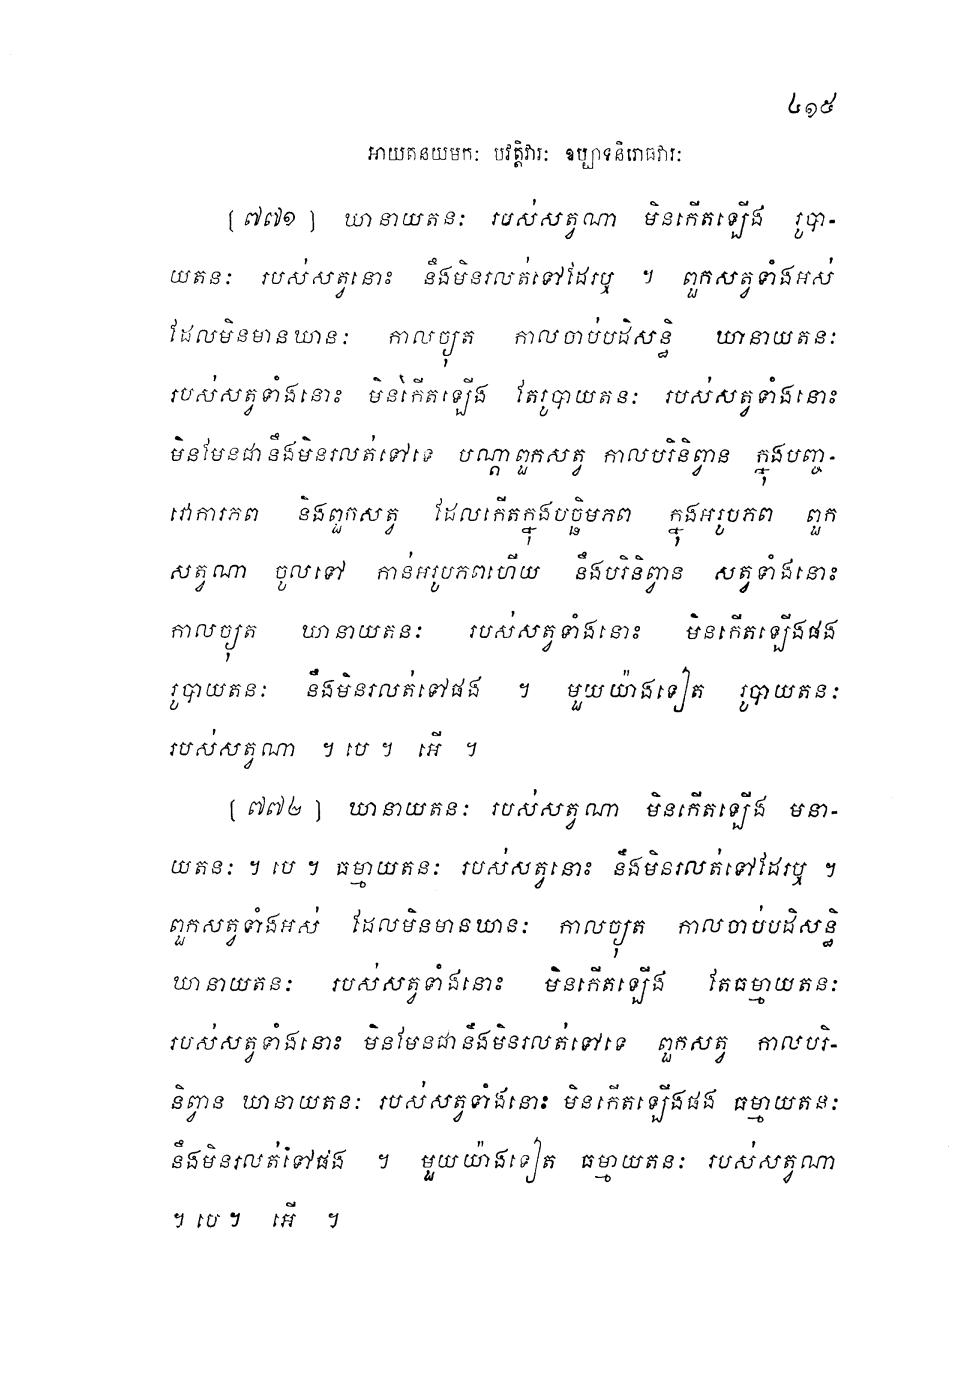 ៤១៥
អាយតនយមកៈ បវត្តិវារៈ ឧប្បាទនិរោធវារៈ
[៧៧១] ឃានាយតនៈ របស់សត្វណា មិនកើតឡើង រូបា-
យតនៈ របស់សត្វនោះ នឹងមិនរលត់ទៅដែរឬ ។ ពួកសត្វទាំងអស់
ដែលមិនមានឃានៈ កាលច្យុត កាលចាប់បដិសន្ធិ ឃានាយតនៈ
របស់សត្វទាំងនោះ មិនកើតឡើង តែរូបាយតនៈ របស់សត្វទាំងនោះ
មិនមែនជានឹងមិនរលត់ទៅទេ បណ្តាពួកសត្វ កាលបរិនិព្វាន ក្នុងបញ្ច-
វោការភព និងពួកសត្វ ដែលកើតក្នុងបច្ឆិមភព ក្នុងអរូបភព ពួក
សត្វណា ចូលទៅ កាន់អរូបភពហើយ នឹងបរិនិព្វាន សត្វទាំងនោះ
កាលច្យុត ឃានាយតនៈ របស់សត្វទាំងនោះ មិនកើតឡើងផង
រូបាយតនៈ នឹងមិនរលត់ទៅផង ។ មួយយ៉ាងទៀត រូបាយតនៈ
របស់សត្វណា ។ បេ ។ អើ ។
[៧៧២] ឃានាយតនៈ របស់សត្វណា មិនកើតឡើង មនា-
យតនៈ ។ បេ ។ ធម្មាយតនៈ របស់សត្វនោះ នឹងមិនរលត់ទៅដែរឬ ។
ពួកសត្វទាំងអស់ ដែលមិនមានឃានៈ កាលច្យុត កាលចាប់បដិសន្ធិ
ឃានាយតនៈ របស់សត្វទាំងនោះ មិនកើតឡើង តែធម្មាយតនៈ
របស់សត្វទាំងនោះ មិនមែនជានឹងមិនរលត់ទៅទេ ពួកសត្វ កាលបរិ-
និព្វាន ឃានាយតនៈ របស់សត្វទាំងនោះ មិនកើតឡើងផង ធម្មាយតនៈ
នឹងមិនរលត់ទៅផង ។ មួយយ៉ាងទៀត ធម្មាយតនៈ របស់សត្វណា
។ បេ ។ អើ ។